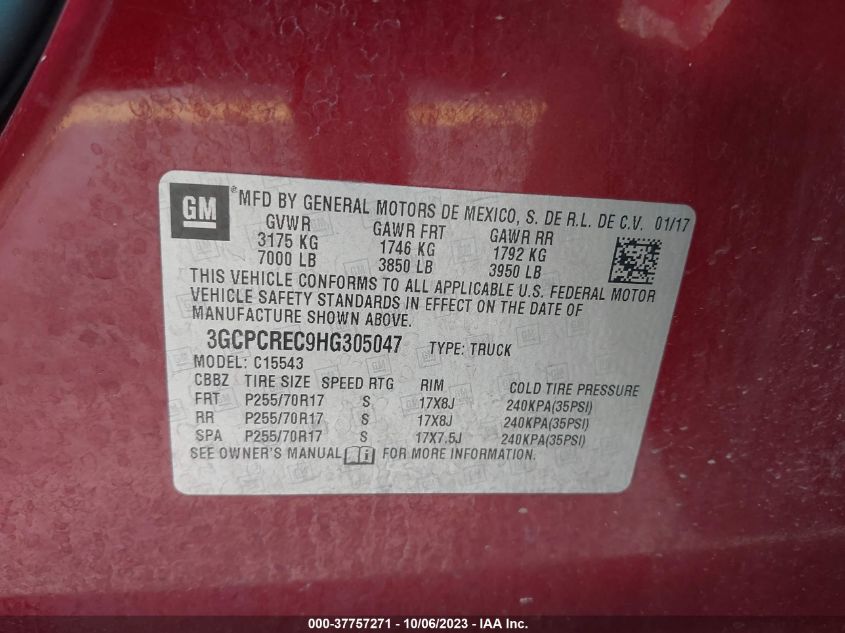 GM ®MFD BY GENERAL MOTORS DE MEXICO, S. DE R.L. DE C.V. 01/17
GVWR GAWR FRT GAWR RR
3175 KG 1746 KG 1792 KG
7000 LB 3850 LB 3950 LB
THIS VEHICLE CONFORMS TO ALL APPLICABLE U.S. FEDERAL MOTOR
VEHICLE SAFETY STANDARDS IN EFFECT ON THE DATE OF
MANUFACTURE SHOWN ABOVE.
3GCPCREC9HG305047 TYPE: TRUCK
MODEL: C15543
CBBZ TIRE SIZE SPEED RTG RIM COLD TIRE PRESSURE
FRT P255/70R17 S 17X8J 240KPA(35PSI)
RR P255/70R17 S 17X8J 240KPA(35PSI)
SPA P255/70R17 S 17X7.5J 240KPA(35PSI)
SEE OWNER'S MANUAL i FOR MORE INFORMATION.
000-37757271 - 10/06/2023 - IAA Inc.